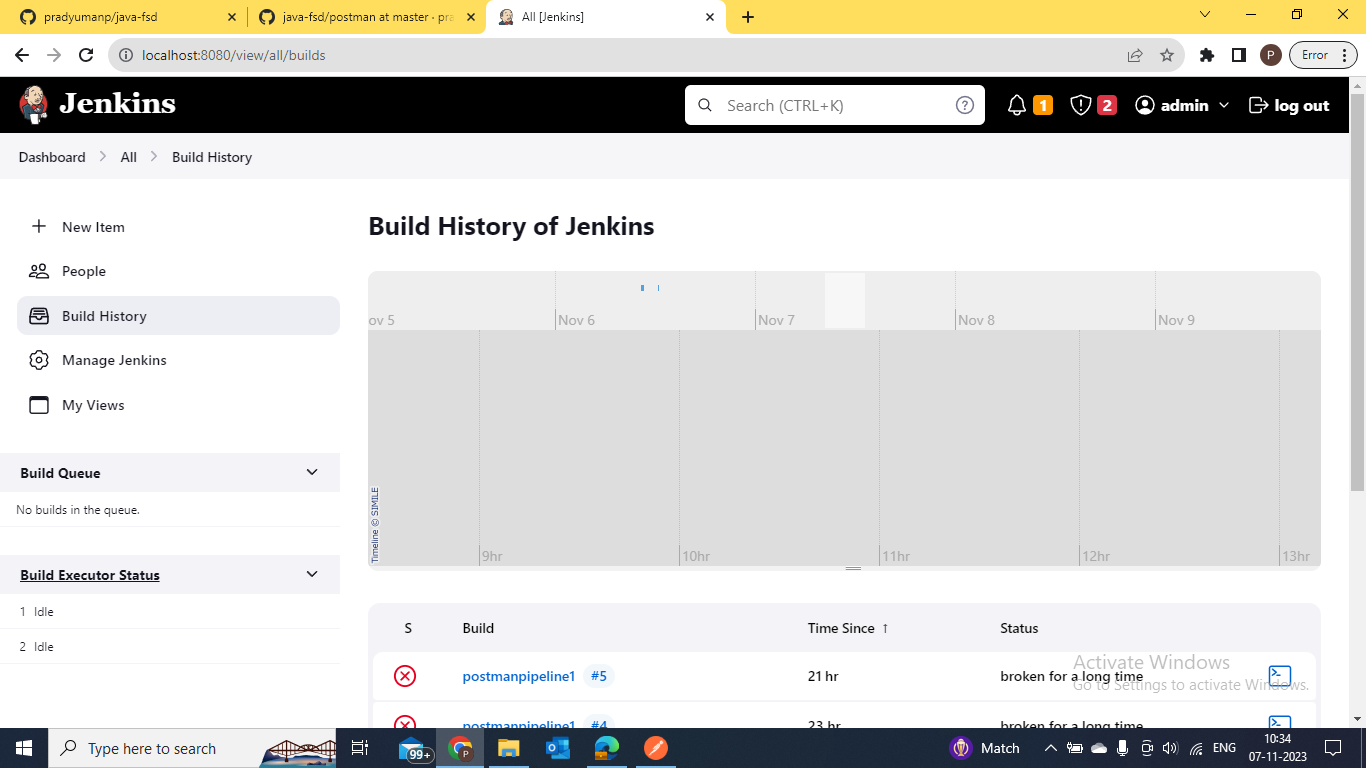 pradyumanp/java-fsd
java-fsd/postman at master · pra
All [Jenkins]
localhost:8080/view/all/builds
P
Error
Jenkins
Search (CTRL+K)
1
2
admin
log out
Dashboard
All
Build History
New Item
People
Build History
Manage Jenkins
My Views
Build Queue
No builds in the queue.
Build Executor Status
1 Idle
2 Idle
Build History of Jenkins
ov 5
Nov 6
Nov 7
Nov 8
Nov 9
Timeline © SIMILE
9hr
10hr
11hr
12hr
13hr
S Build Time Since ↑ Status
postmanpipeline1 #5 21 hr broken for a long time
postmanpipeline1 #4 23 hr broken for a long time
Activate Windows
Go to Settings to activate Windows.
Type here to search
99+
P
Match
ENG
10:34
07-11-2023